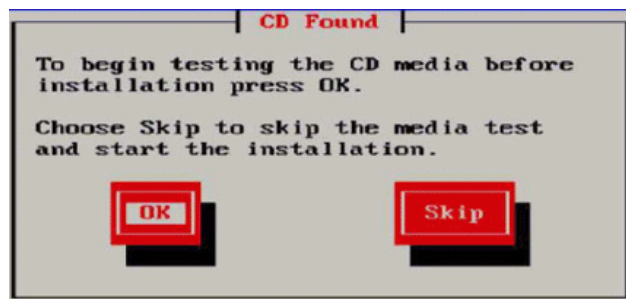 CD Found
To begin testing the CD media before
installation press OK.
Choose Skip to skip the media test
and start the installation.
OK
Skip